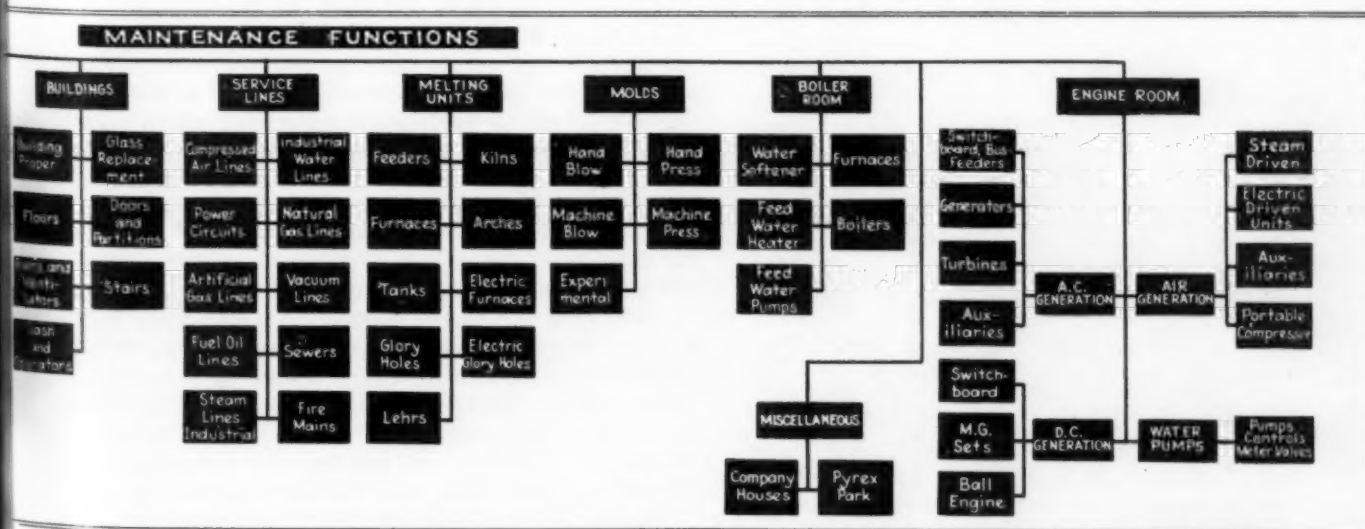 MAINTENANCE FUNCTIONS
BUILDINGS
Building
Proper
Glass
Replace-
ment
Floors
Doors
and
Partitions
and
Stairs
and
SERVICE
LINES
Compressed
Air Lines
Industrial
Water
Lines
Power
Circuits
Natural
Gas Lines
Artificial
Gas Lines
Vacuum
Lines
Fuel Oil
Lines
Sewers
Steam
Lines
Industrial
Fire
Mains
MELTING
UNITS
Feeders
Kilns
Furnaces
Arches
Tanks
Electric
Furnaces
Glory
Holes
Electric
Glory Holes
Lehrs
MOLDS
Hand
Blow
Hand
Press
Machine
Blow
Machine
Press
Experi
mental
BOILER
ROOM
Water
Softener
Furnaces
Feed
Water
Heater
Boilers
Feed
Water
Pumps
MISCELLANEOUS
Company
Houses
Pyrex
Park
ENGINE ROOM
Switch-
board, Bus
Feeders
Generators
Turbines
Aux-
iliaries
A.C.
GENERATION
AIR
GENERATION
Steam
Driven
Electric
Driven
Units
Aux-
iliaries
Portable
Compressor
Switch-
board
M.G.
Sets
Ball
Engine
D.C.
GENERATION
WATER
PUMPS
Pumps
Controls
Meter Valves